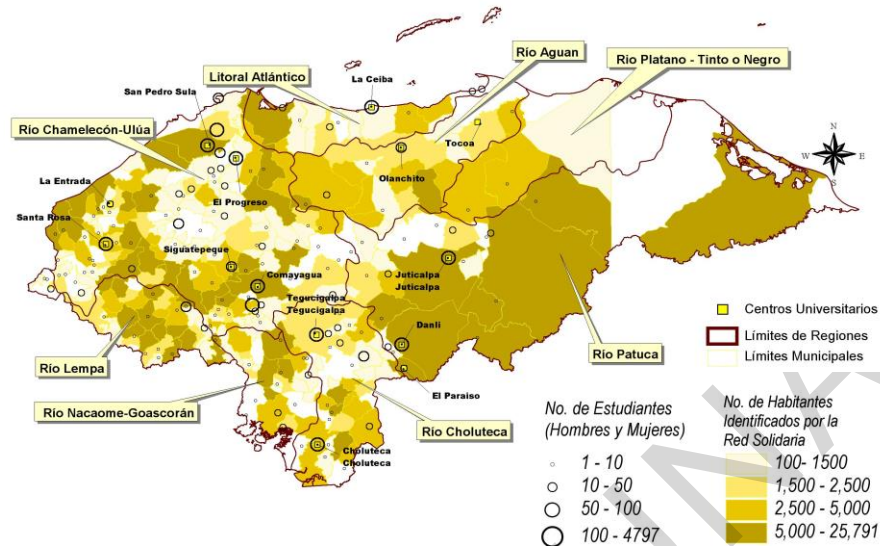 Río Aguan
Río Platano - Tinto o Negro
Litoral Atlántico
La Ceiba
San Pedro Sula
Río Chamelecón-Ulúa
Tocoa
N
W E
S
Olanchito
La Entrada
El Progreso
Santa Rosa
Siguatepeque
Comayagua
Juticalpa
Juticalpa
Tegucigalpa
Tegucigalpa
Danli
Río Lempa
Río Patuca
Río Nacaome-Goascorán
El Paraiso
Río Choluteca
Choluteca
Choluteca
Centros Universitarios
Límites de Regiones
Límites Municipales
No. de Estudiantes
(Hombres y Mujeres)
1 - 10
10 - 50
50 - 100
100 - 4797
No. de Habitantes
Identificados por la
Red Solidaria
100- 1500
1,500 - 2,500
2,500 - 5,000
5,000 - 25,791